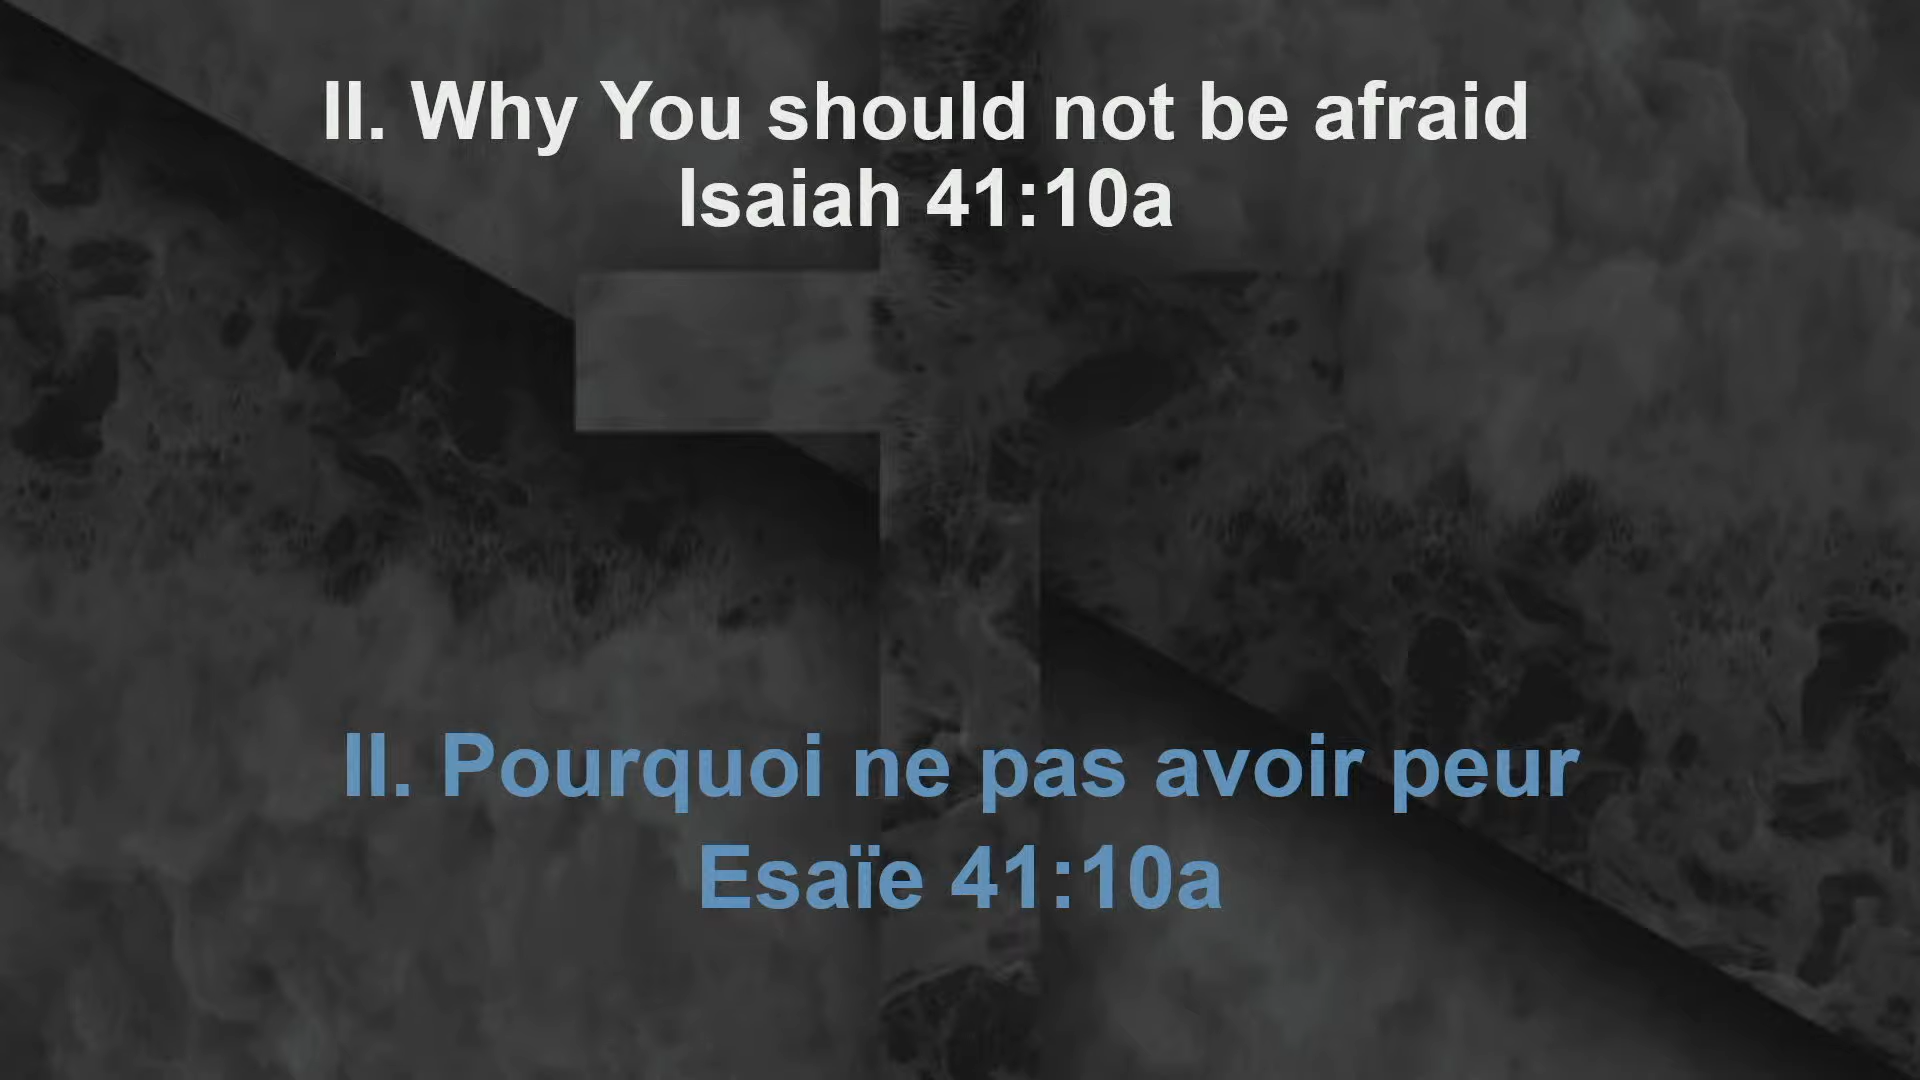 II. Why You should not be afraid
Isaiah 41:10a
II. Pourquoi ne pas avoir peur
Esaïe 41:10a